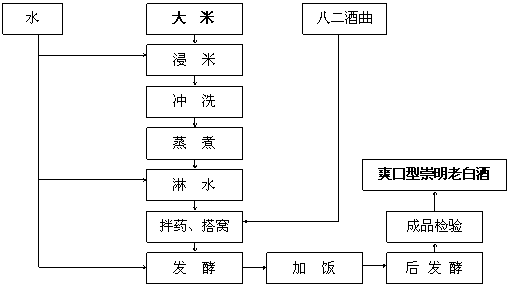 水
大 米
八二酒曲
浸 米
冲 洗
蒸 煮
淋 水
拌药、搭窝
发 酵
加 饭
后 发 酵
成品检验
爽口型崇明老白酒